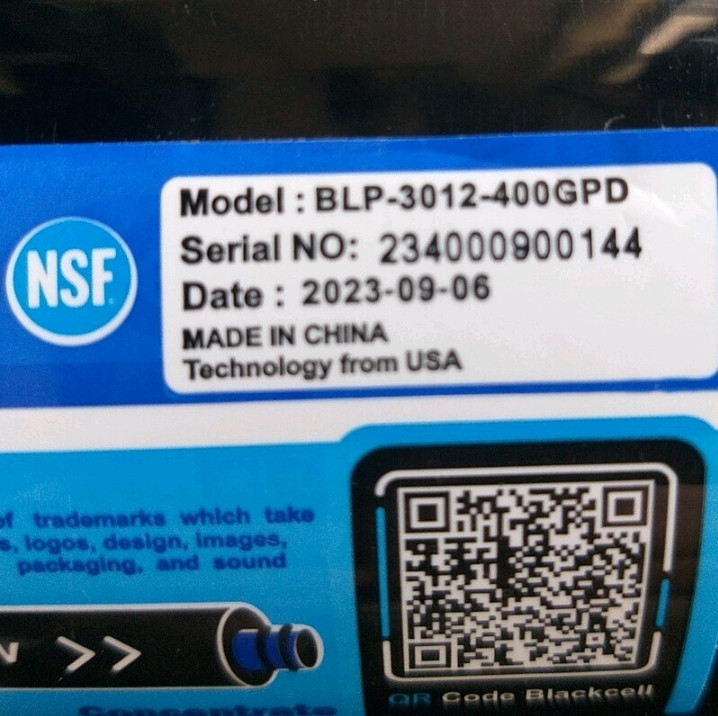 NSF
Model : BLP-3012-400GPD
Serial NO: 234000900144
Date : 2023-09-06
MADE IN CHINA
Technology from USA
of trademarks which take
s, logos, design, images,
packaging, and sound
N >>
Concentrate
QR Code Blackcell